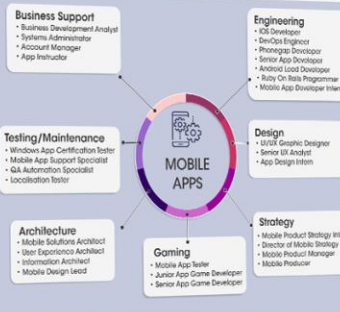 Business Support
• Business Development Analyst
• Systems Administrator
• Account Manager
• App Instructor
Engineering
• iOS Developer
• DevOps Engineer
• Phonegap Developer
• Senior App Developer
• Android Lead Developer
• Ruby On Rails Programmer
• Mobile App Developer Intern
Testing/Maintenance
• Windows App Certification Tester
• Mobile App Support Specialist
• QA Automation Specialist
• Localisation Tester
MOBILE
APPS
Design
• UI/UX Graphic Designer
• Senior UX Analyst
• App Design Intern
Architecture
• Mobile Solutions Architect
• User Experience Architect
• Information Architect
• Mobile Design Lead
Gaming
• Mobile App Tester
• Junior App Game Developer
• Senior App Game Developer
Strategy
• Mobile Product Strategy
• Director of Mobile Strategy
• Mobile Product Manager
• Mobile Producer